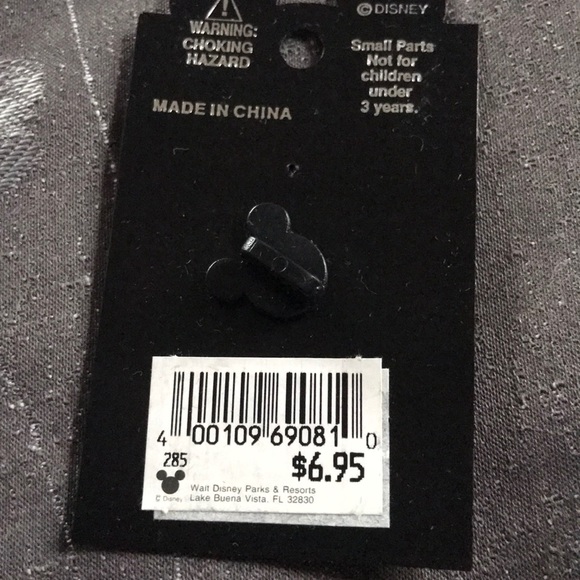 WARNING:
CHOKING
HAZARD
© DISNEY
Small Parts
Not for
children
under
3 years.
MADE IN CHINA
4 00109 69081 0
285
$6.95
© Disney
Walt Disney Parks & Resorts
Lake Buena Vista, FL 32830